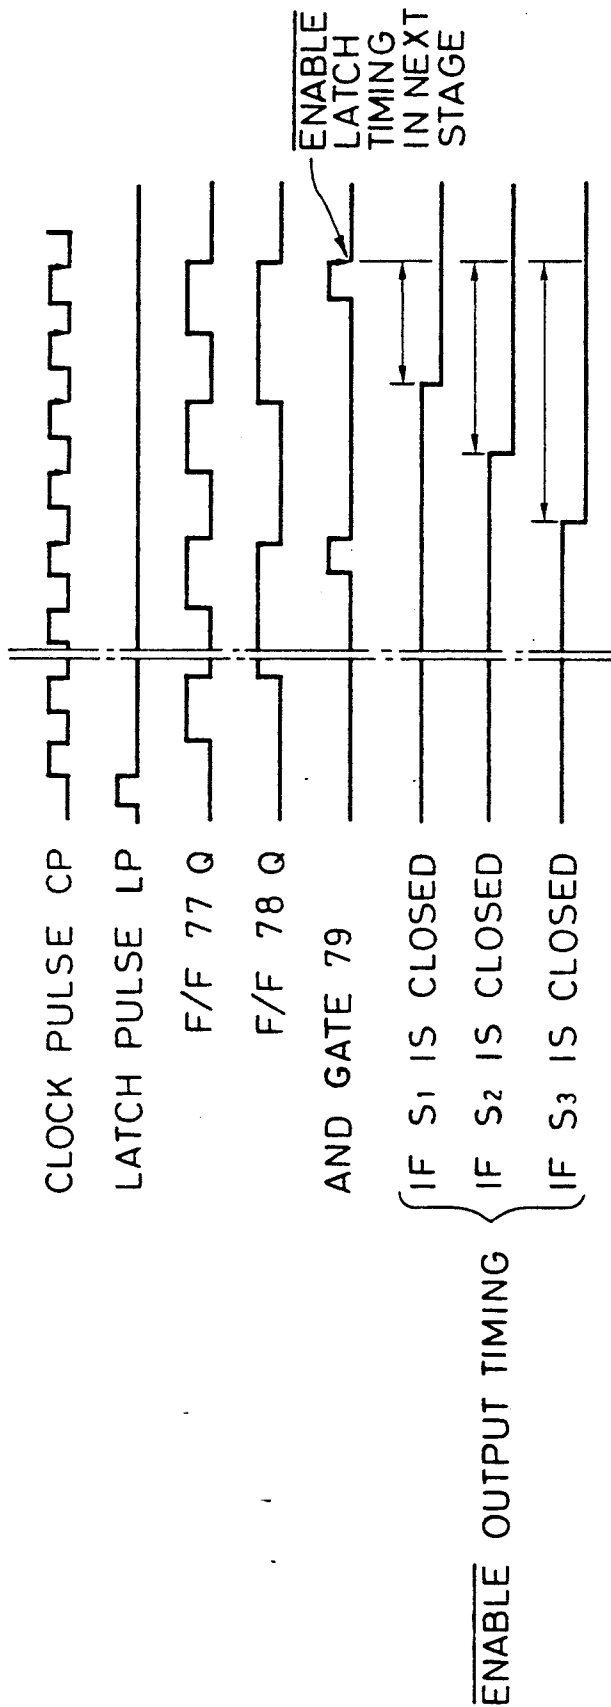 CLOCK PULSE CP
LATCH PULSE LP
F/F 77 Q
F/F 78 Q
AND GATE 79
ENABLE
LATCH
TIMING
IN NEXT
STAGE
ENABLE OUTPUT TIMING
IF S1 IS CLOSED
IF S2 IS CLOSED
IF S3 IS CLOSED